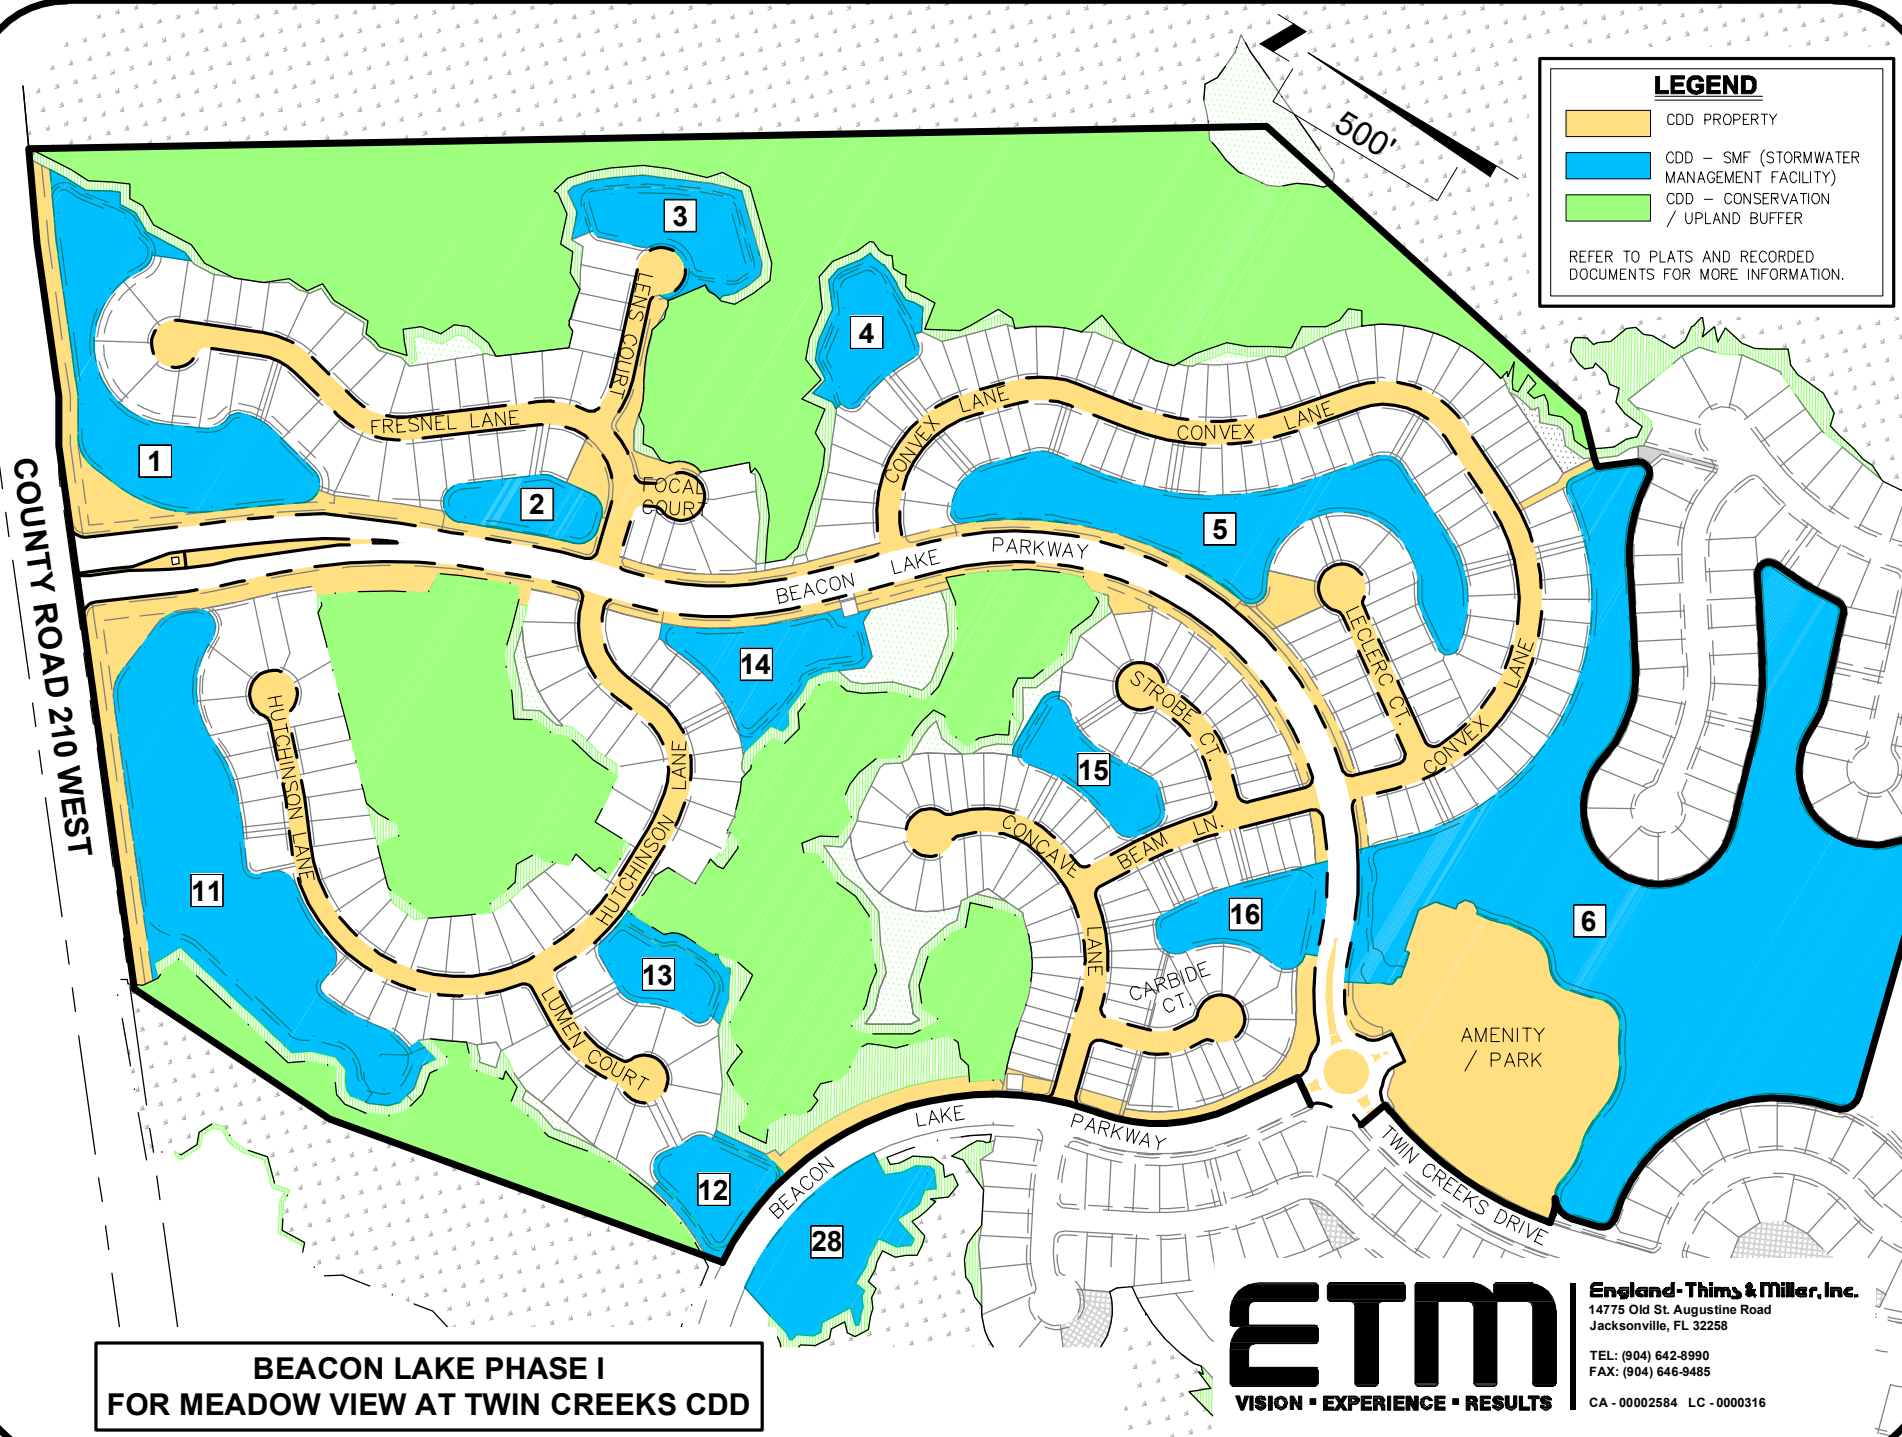 500'
LEGEND
CDD PROPERTY
CDD – SMF (STORMWATER
MANAGEMENT FACILITY)
CDD – CONSERVATION
/ UPLAND BUFFER
REFER TO PLATS AND RECORDED
DOCUMENTS FOR MORE INFORMATION.
3
4
LENS COURT
FRESNEL LANE
1
2
FOCAL
COURT
CONVEX LANE
CONVEX LANE
5
COUNTY ROAD 210 WEST
BEACON LAKE PARKWAY
LECLERC CT.
CONVEX LANE
14
STROBE CT.
15
HUTCHINSON LANE
HUTCHINSON LANE
CONCAVE LANE
BEAM LN.
11
16
6
13
CARBIDE
CT.
LUMEN COURT
AMENITY
/ PARK
BEACON LAKE PARKWAY
TWIN CREEKS DRIVE
12
28
BEACON LAKE PHASE I
FOR MEADOW VIEW AT TWIN CREEKS CDD
ETM
VISION ▪ EXPERIENCE ▪ RESULTS
England-Thims & Miller, Inc.
14775 Old St. Augustine Road
Jacksonville, FL 32258
TEL: (904) 642-8990
FAX: (904) 646-9485
CA - 00002584 LC - 0000316